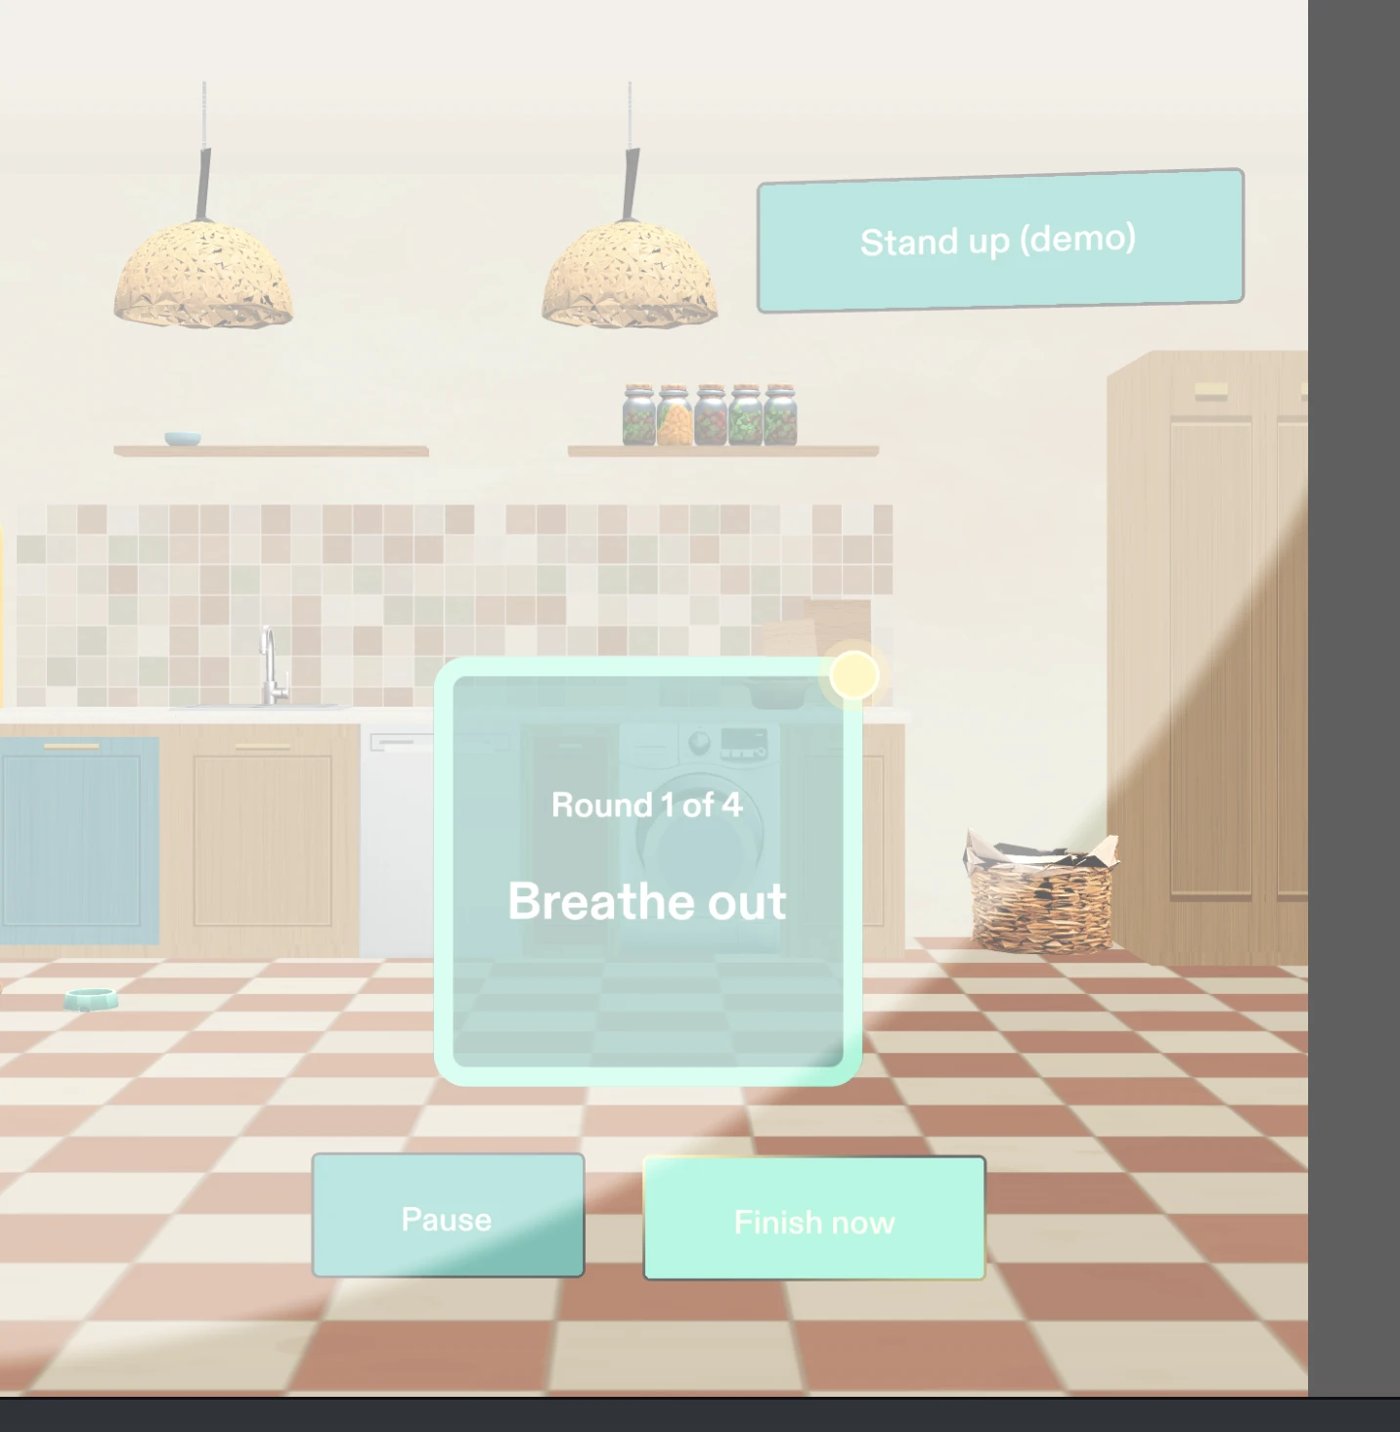 Stand up (demo)
Round 1 of 4
Breathe out
Pause
Finish now